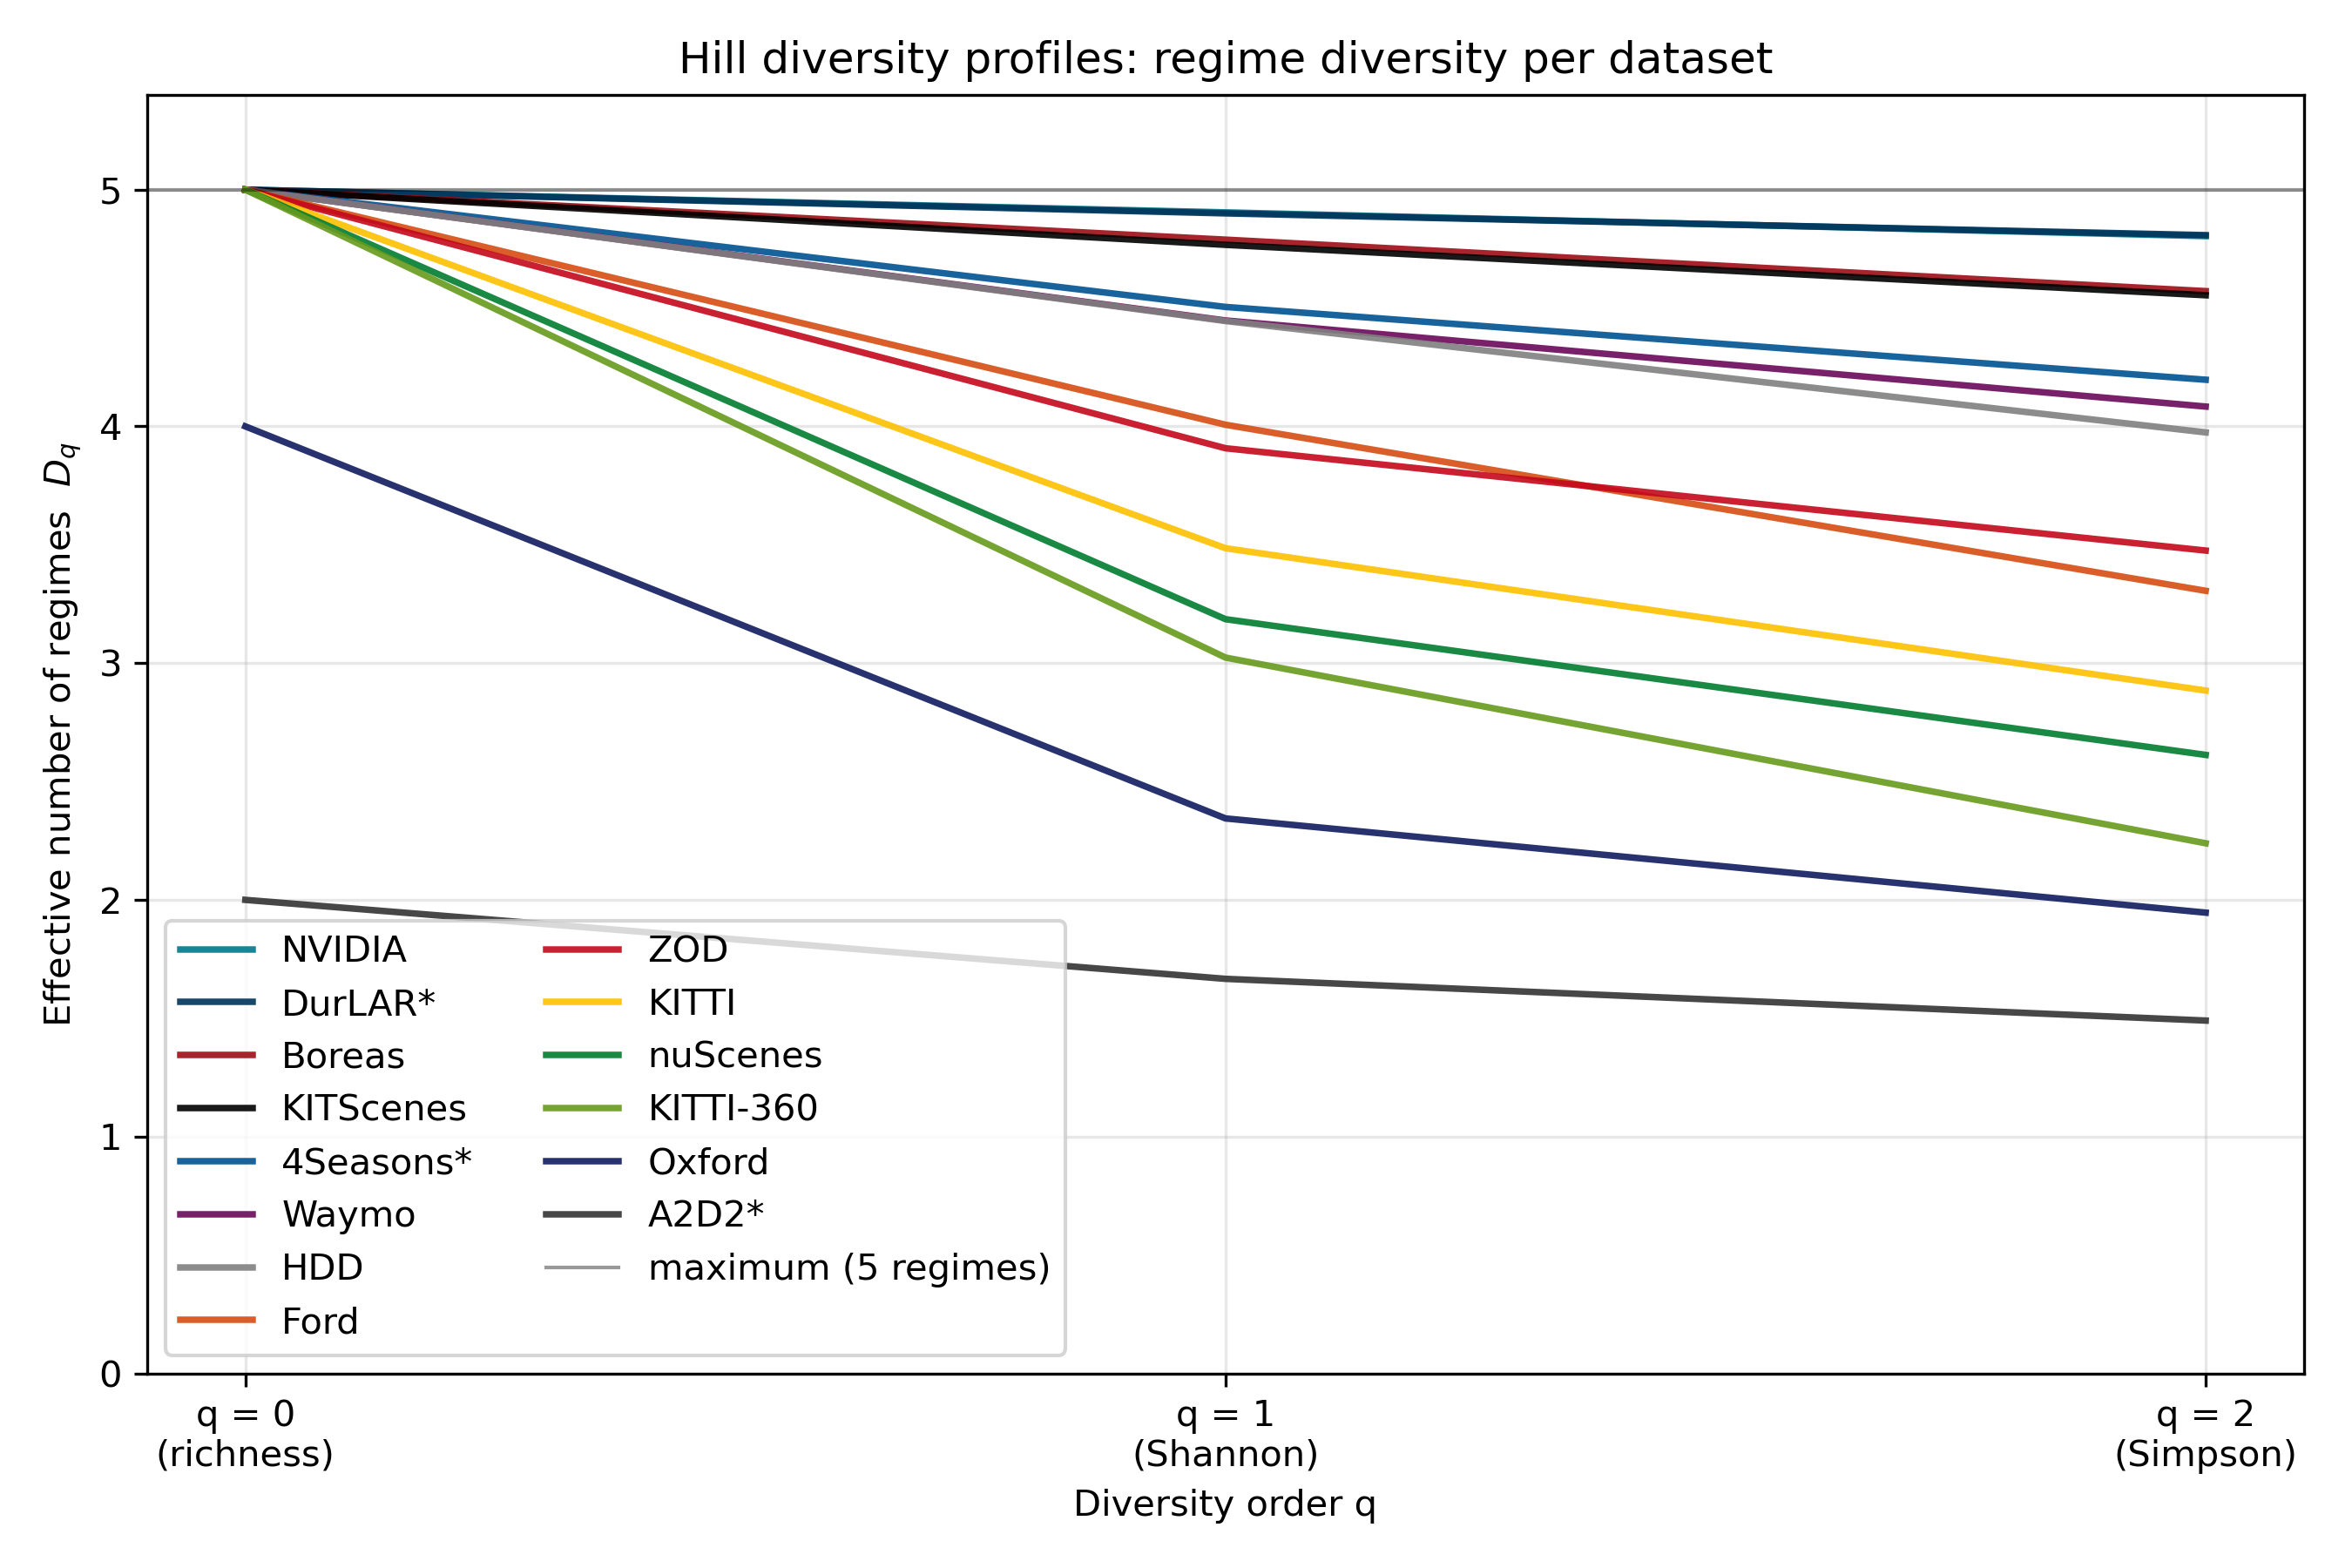 Hill diversity profiles: regime diversity per dataset
Effective number of regimes D_q
5
4
3
2
1
0
NVIDIA
DurLAR*
Boreas
KITScenes
4Seasons*
Waymo
HDD
Ford
ZOD
KITTI
nuScenes
KITTI-360
Oxford
A2D2*
maximum (5 regimes)
q = 0
(richness)
q = 1
(Shannon)
q = 2
(Simpson)
Diversity order q